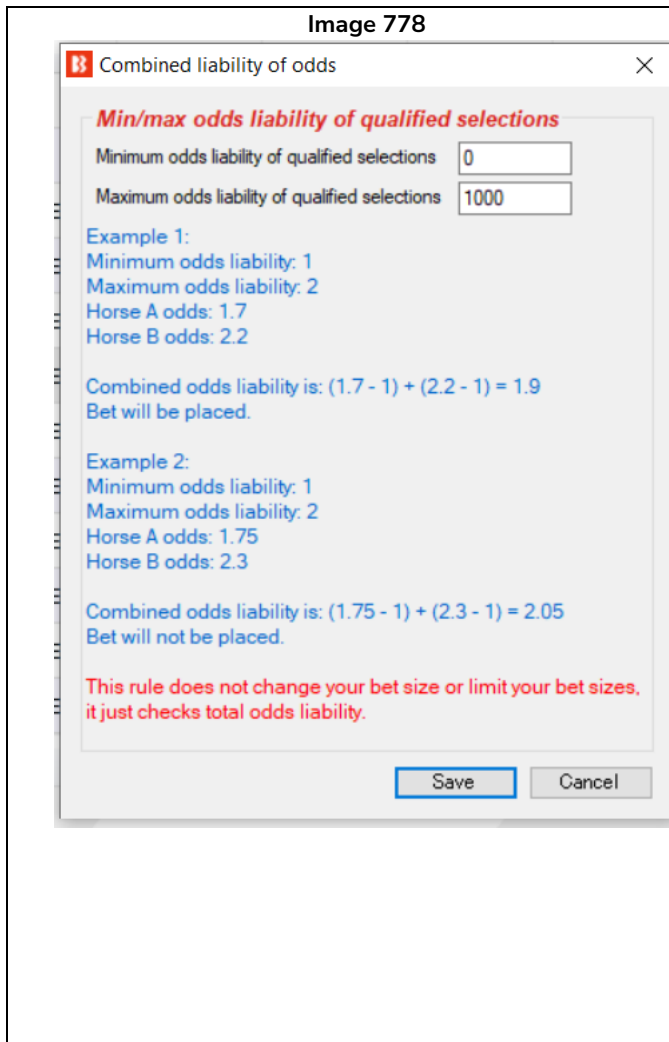 Image 778
Combined liability of odds
Min/max odds liability of qualified selections
Minimum odds liability of qualified selections 0
Maximum odds liability of qualified selections 1000
Example 1:
Minimum odds liability: 1
Maximum odds liability: 2
Horse A odds: 1.7
Horse B odds: 2.2
Combined odds liability is: (1.7 - 1) + (2.2 - 1) = 1.9
Bet will be placed.
Example 2:
Minimum odds liability: 1
Maximum odds liability: 2
Horse A odds: 1.75
Horse B odds: 2.3
Combined odds liability is: (1.75 - 1) + (2.3 - 1) = 2.05
Bet will not be placed.
This rule does not change your bet size or limit your bet sizes,
it just checks total odds liability.
Save Cancel